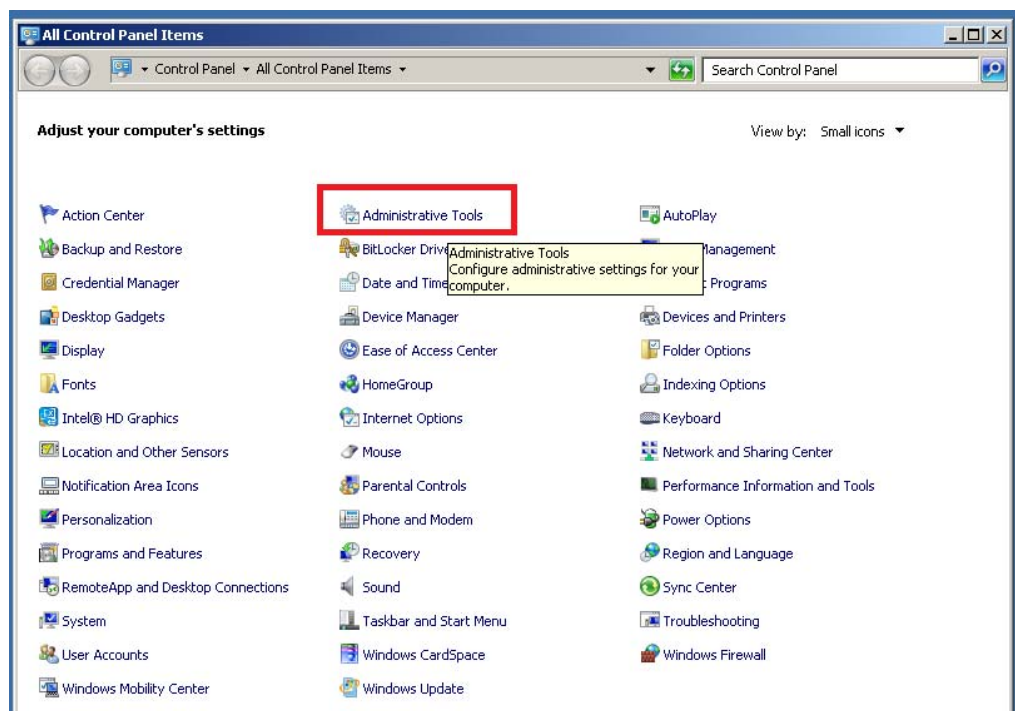 All Control Panel Items
Control Panel All Control Panel Items Search Control Panel
Adjust your computer's settings View by: Small icons
Action Center Administrative Tools AutoPlay
Backup and Restore BitLocker Drive Management
Administrative Tools
Configure administrative settings for your
computer.
Credential Manager Date and Time Programs
Desktop Gadgets Device Manager Devices and Printers
Display Ease of Access Center Folder Options
Fonts HomeGroup Indexing Options
Intel® HD Graphics Internet Options Keyboard
Location and Other Sensors Mouse Network and Sharing Center
Notification Area Icons Parental Controls Performance Information and Tools
Personalization Phone and Modem Power Options
Programs and Features Recovery Region and Language
RemoteApp and Desktop Connections Sound Sync Center
System Taskbar and Start Menu Troubleshooting
User Accounts Windows CardSpace Windows Firewall
Windows Mobility Center Windows Update